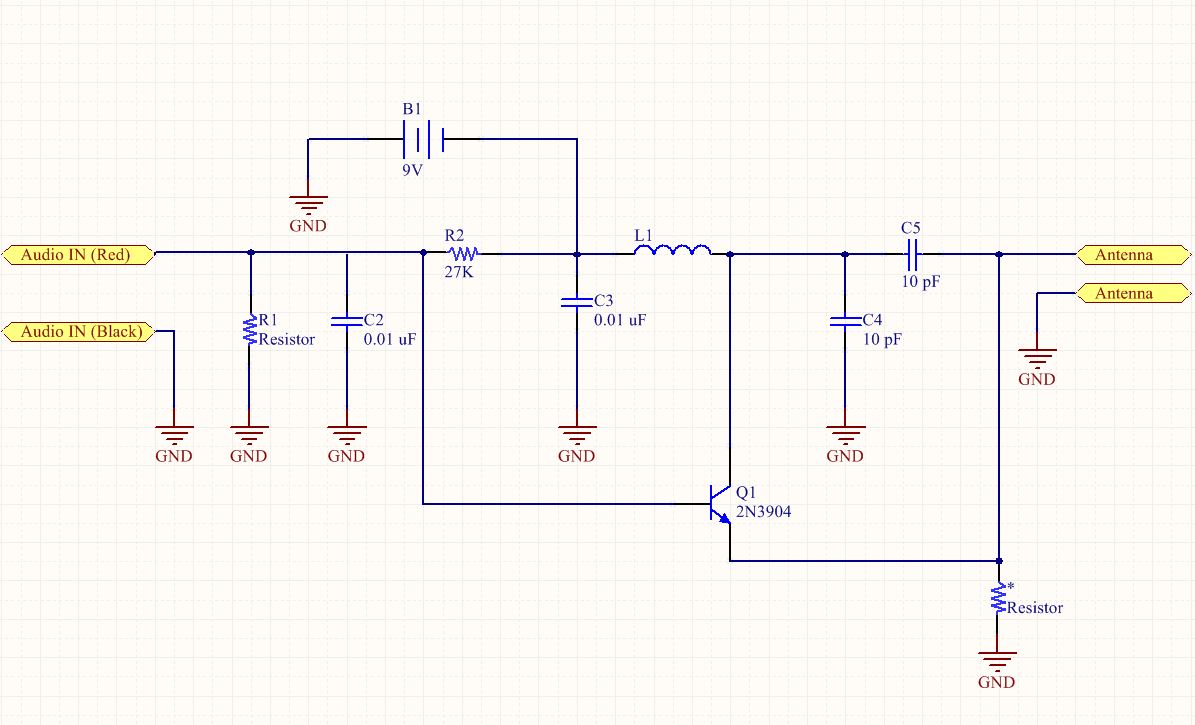 B1
9V
GND
Audio IN (Red)
R2
27K
L1
C5
10 pF
Antenna
Antenna
Audio IN (Black)
R1
Resistor
C2
0.01 uF
C3
0.01 uF
C4
10 pF
GND
GND
GND
GND
GND
GND
Q1
2N3904
*
Resistor
GND